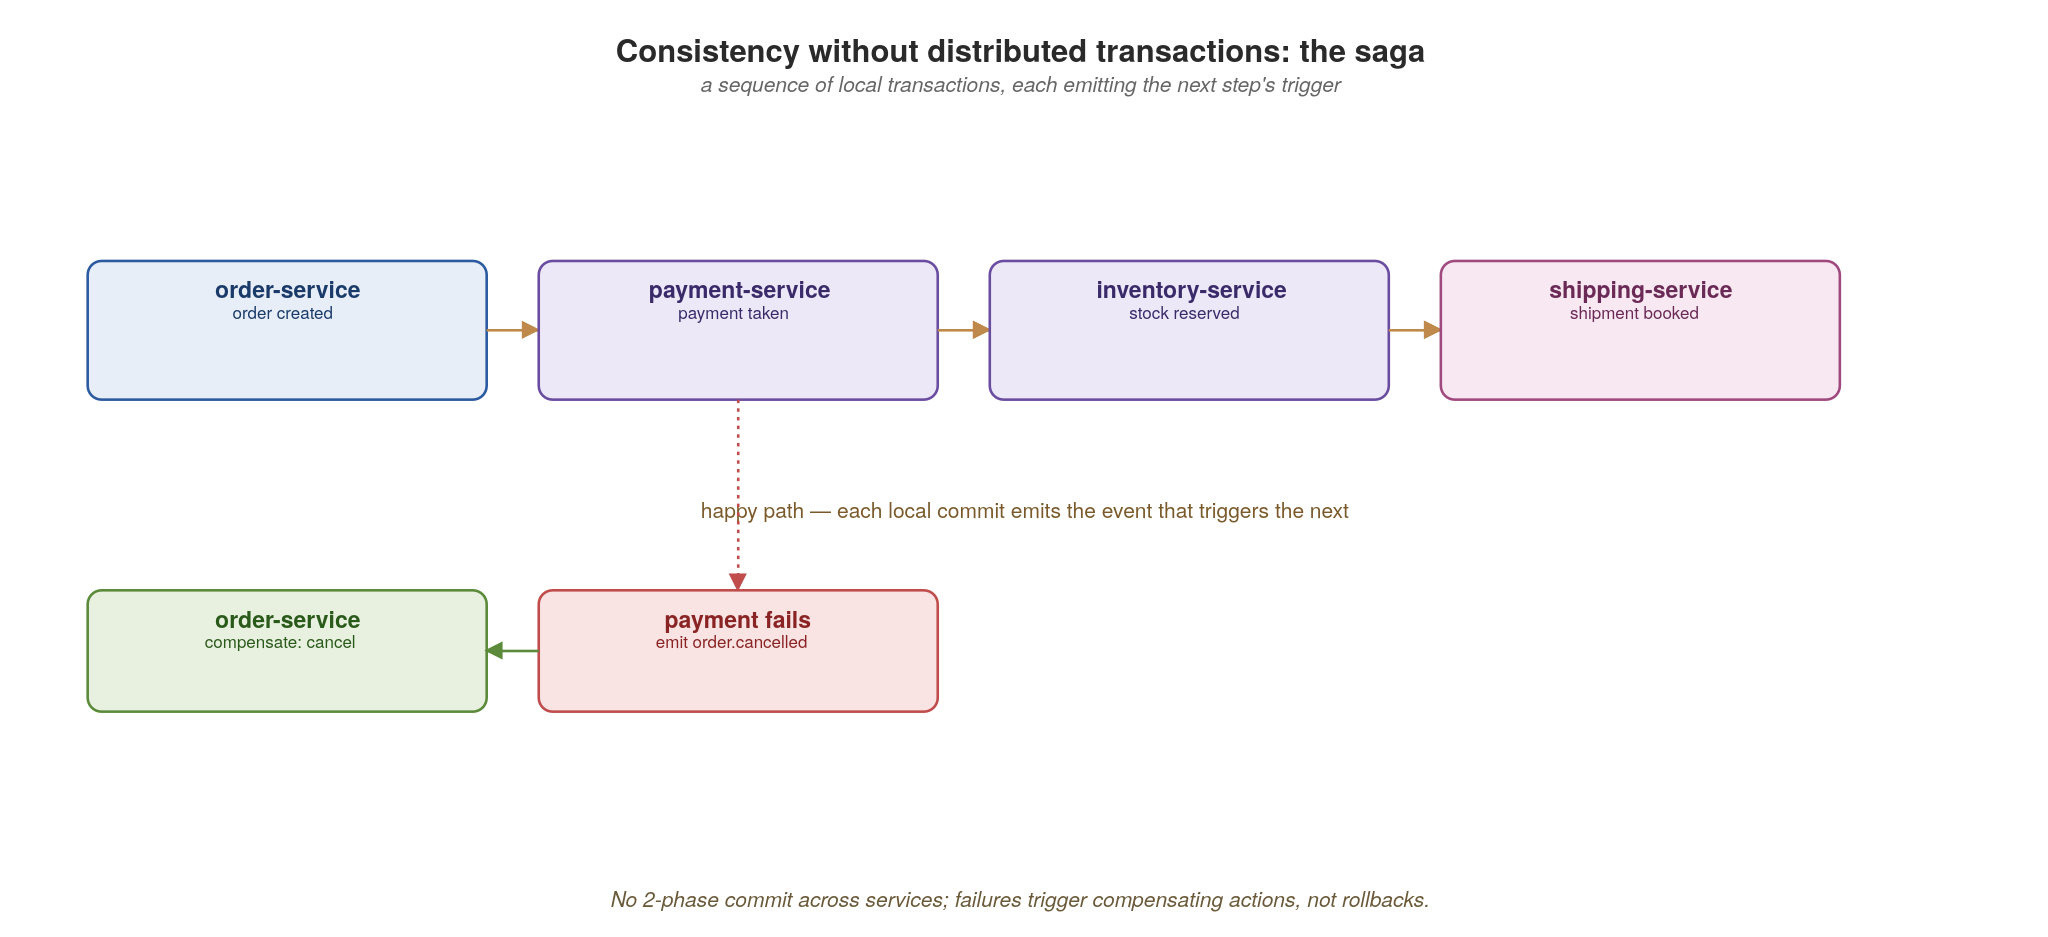 Consistency without distributed transactions: the saga
a sequence of local transactions, each emitting the next step's trigger
order-service
order created
payment-service
payment taken
inventory-service
stock reserved
shipping-service
shipment booked
happy path — each local commit emits the event that triggers the next
order-service
compensate: cancel
payment fails
emit order.cancelled
No 2-phase commit across services; failures trigger compensating actions, not rollbacks.